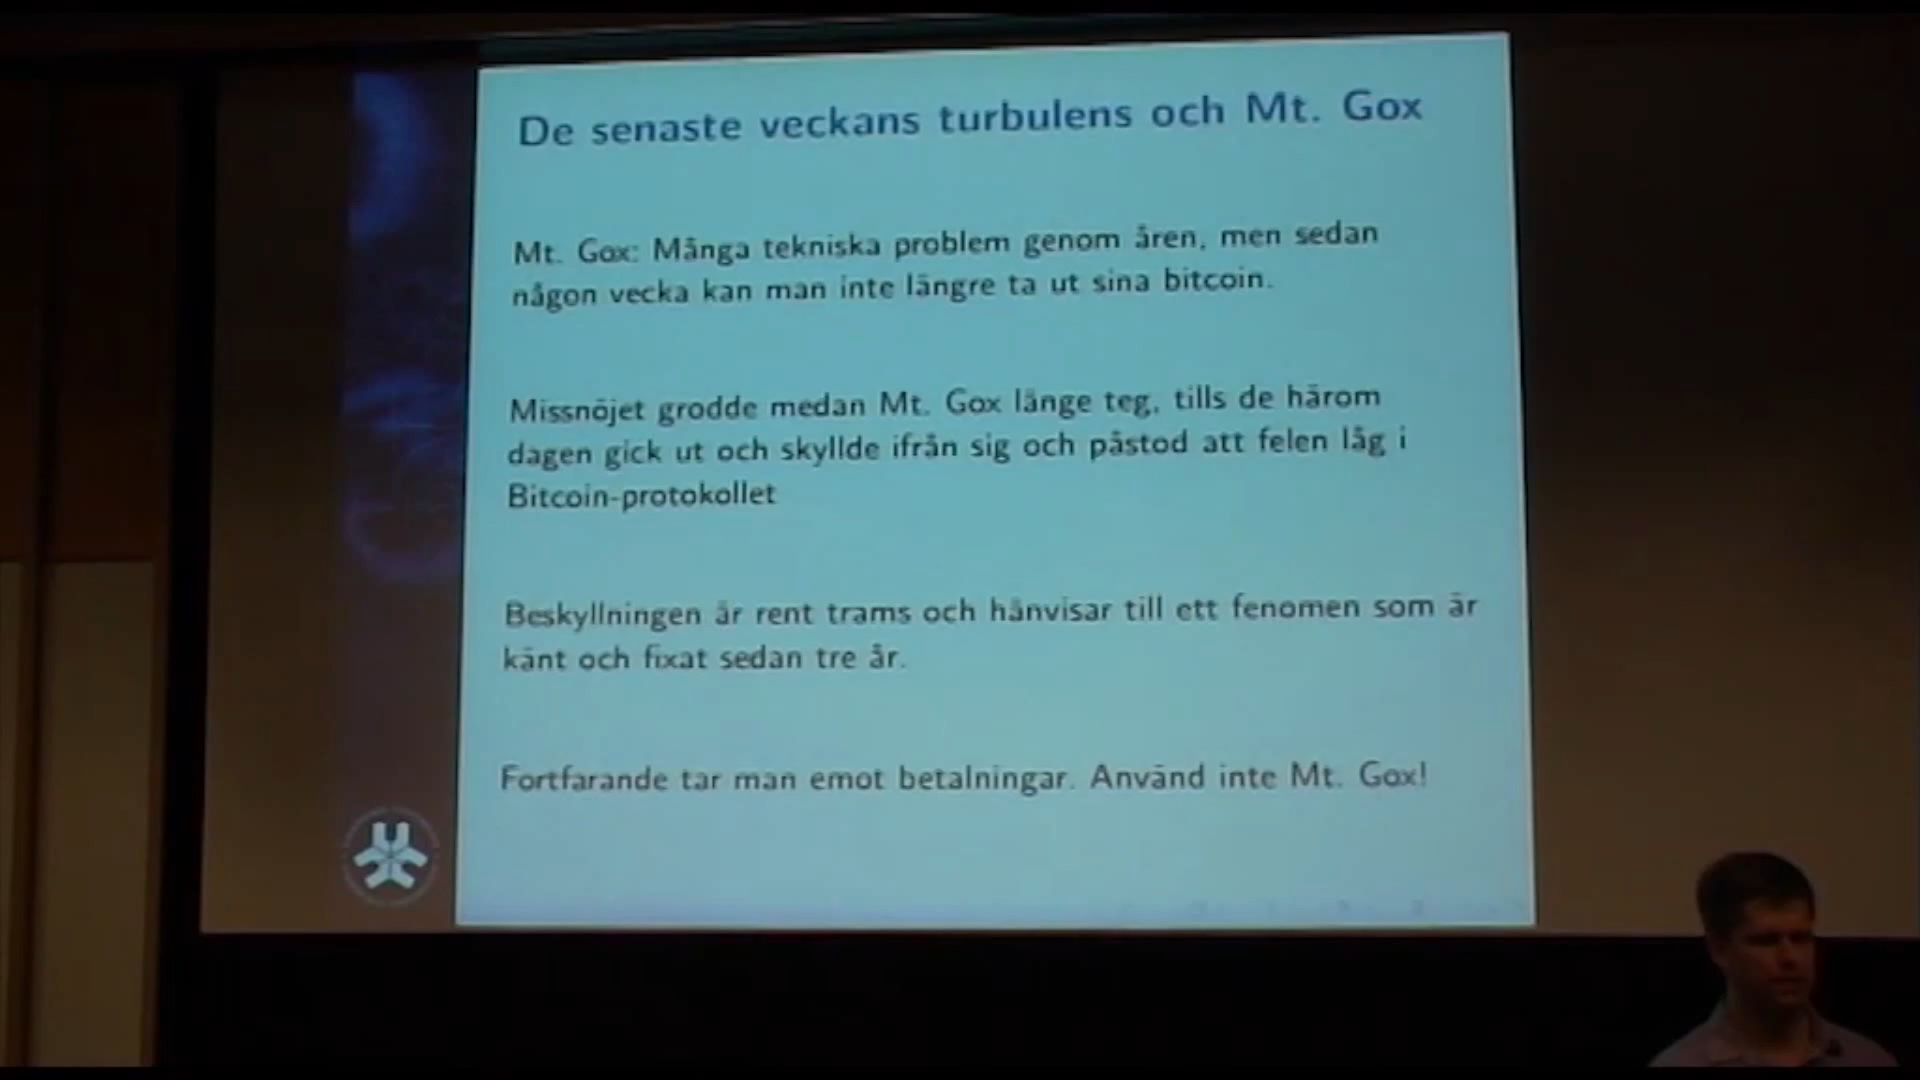 De senaste veckans turbulens och Mt. Gox
Mt. Gox: Många tekniska problem genom åren, men sedan
någon vecka kan man inte längre ta ut sina bitcoin.
Missnöjet grodde medan Mt. Gox länge teg, tills de härom
dagen gick ut och skyllde ifrån sig och påstod att felen låg i
Bitcoin-protokollet
Beskyllningen är rent trams och hänvisar till ett fenomen som är
känt och fixat sedan tre år.
Fortfarande tar man emot betalningar. Använd inte Mt. Gox!